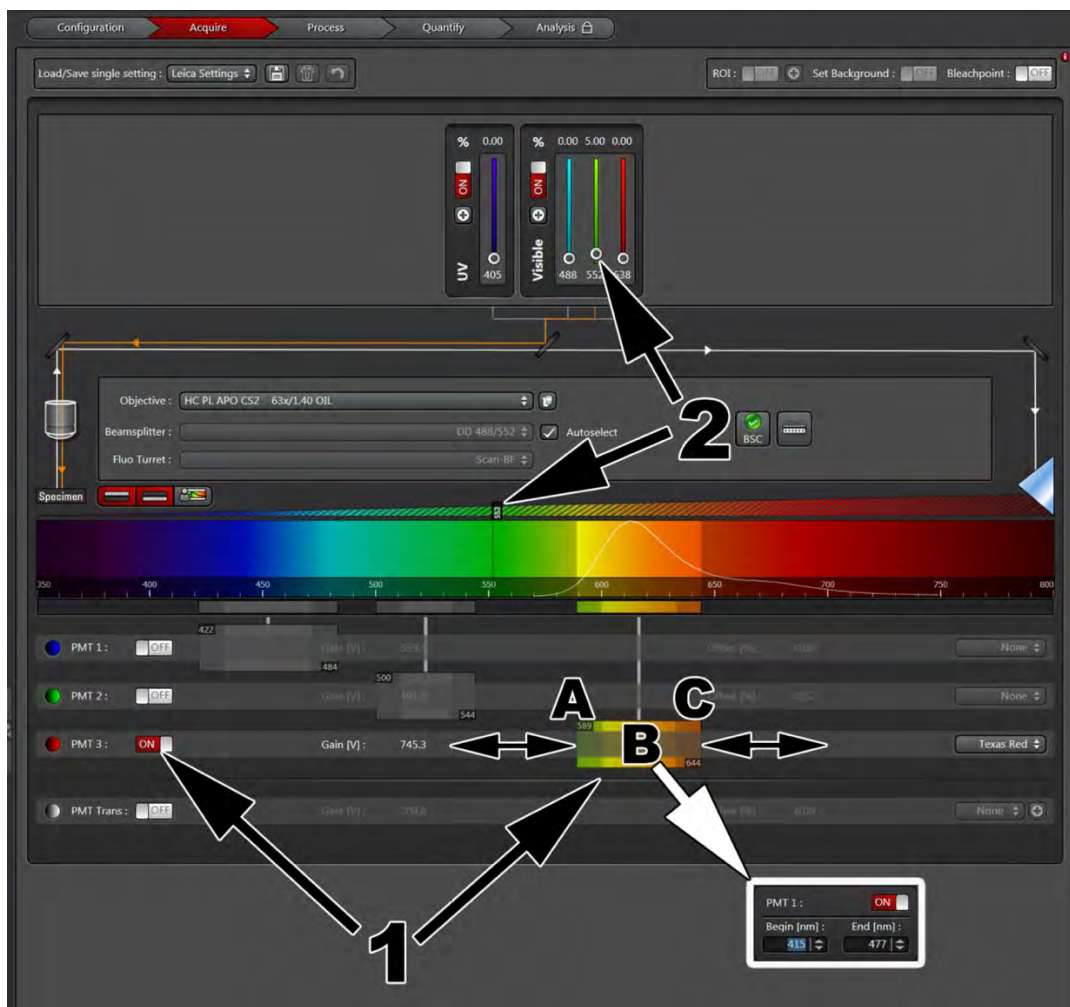 Configuration Acquire Process Quantify Analysis
Load/Save single setting : Leica Settings ROI : OFF Set Background : OFF Bleachpoint : OFF
% 0.00 % 0.00 5.00 0.00
ON ON
UV 405 Visible 488 552 638
Objective : HC PL APO CS2 63x/1.40 OIL
Beamsplitter : DD 488/552 Autoselect BSC
2
Fluo Turret : Scan-BF
Specimen
552
350 400 450 500 550 600 650 700 750 800
422
PMT 1 : OFF Gain [V] : None
484
500
PMT 2 : OFF Gain [V] : None
544
A C
589
PMT 3 : ON Gain [V] : 745.3 B Texas Red
644
PMT Trans : OFF Gain [V] : None
1
PMT 1 : ON
Begin [nm] : End [nm] :
415 477